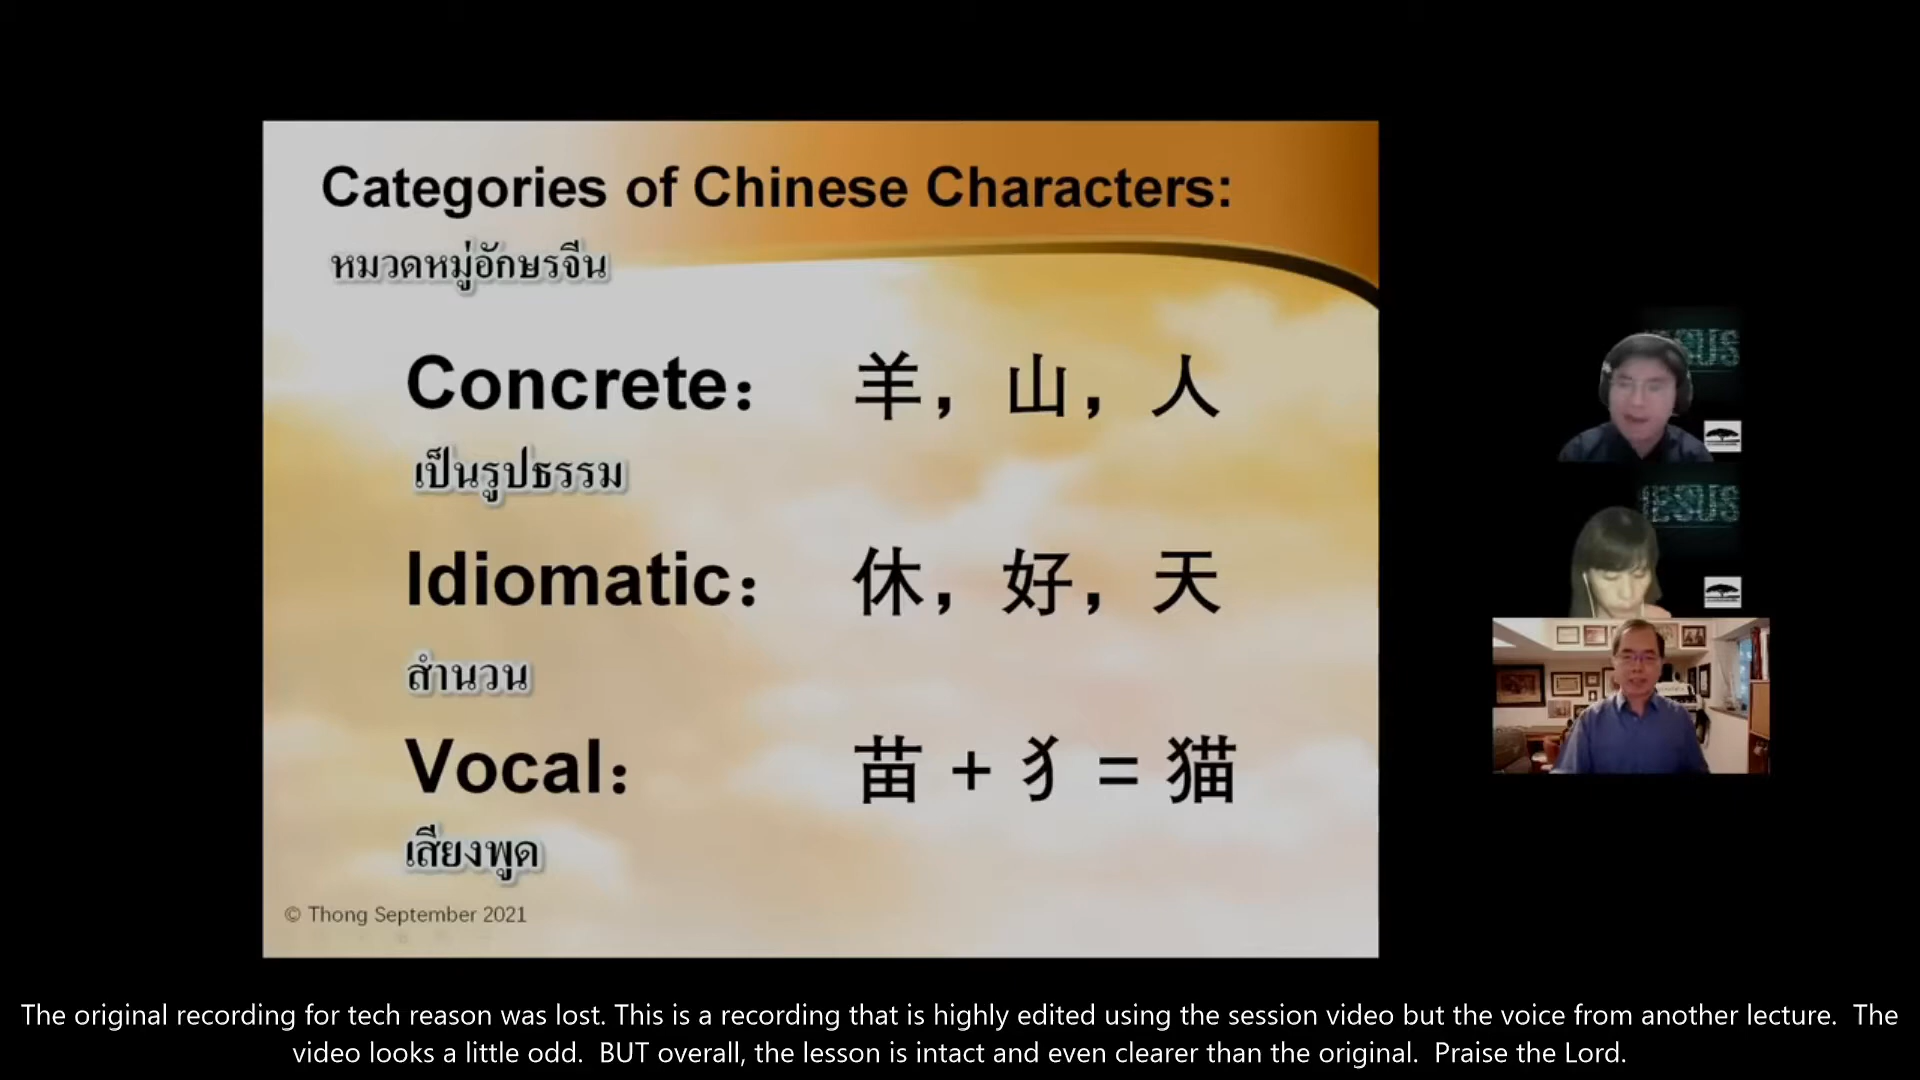 Categories of Chinese Characters:
หมวดหมู่อักษรจีน
Concrete： 羊，山，人
เป็นรูปธรรม
Idiomatic： 休，好，天
สำนวน
Vocal： 苗 + 犭 = 猫
เสียงพูด
© Thong September 2021
JESUS
JESUS
The original recording for tech reason was lost. This is a recording that is highly edited using the session video but the voice from another lecture. The
video looks a little odd. BUT overall, the lesson is intact and even clearer than the original. Praise the Lord.